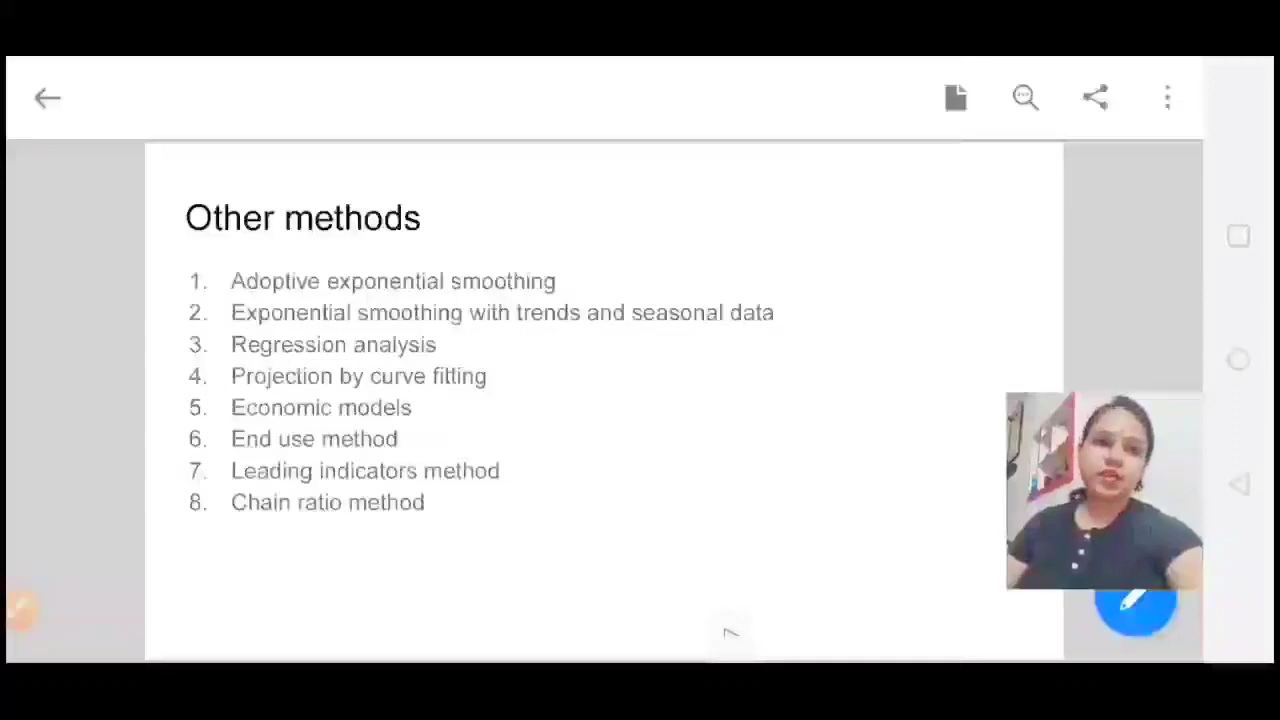 Other methods
1. Adoptive exponential smoothing
2. Exponential smoothing with trends and seasonal data
3. Regression analysis
4. Projection by curve fitting
5. Economic models
6. End use method
7. Leading indicators method
8. Chain ratio method